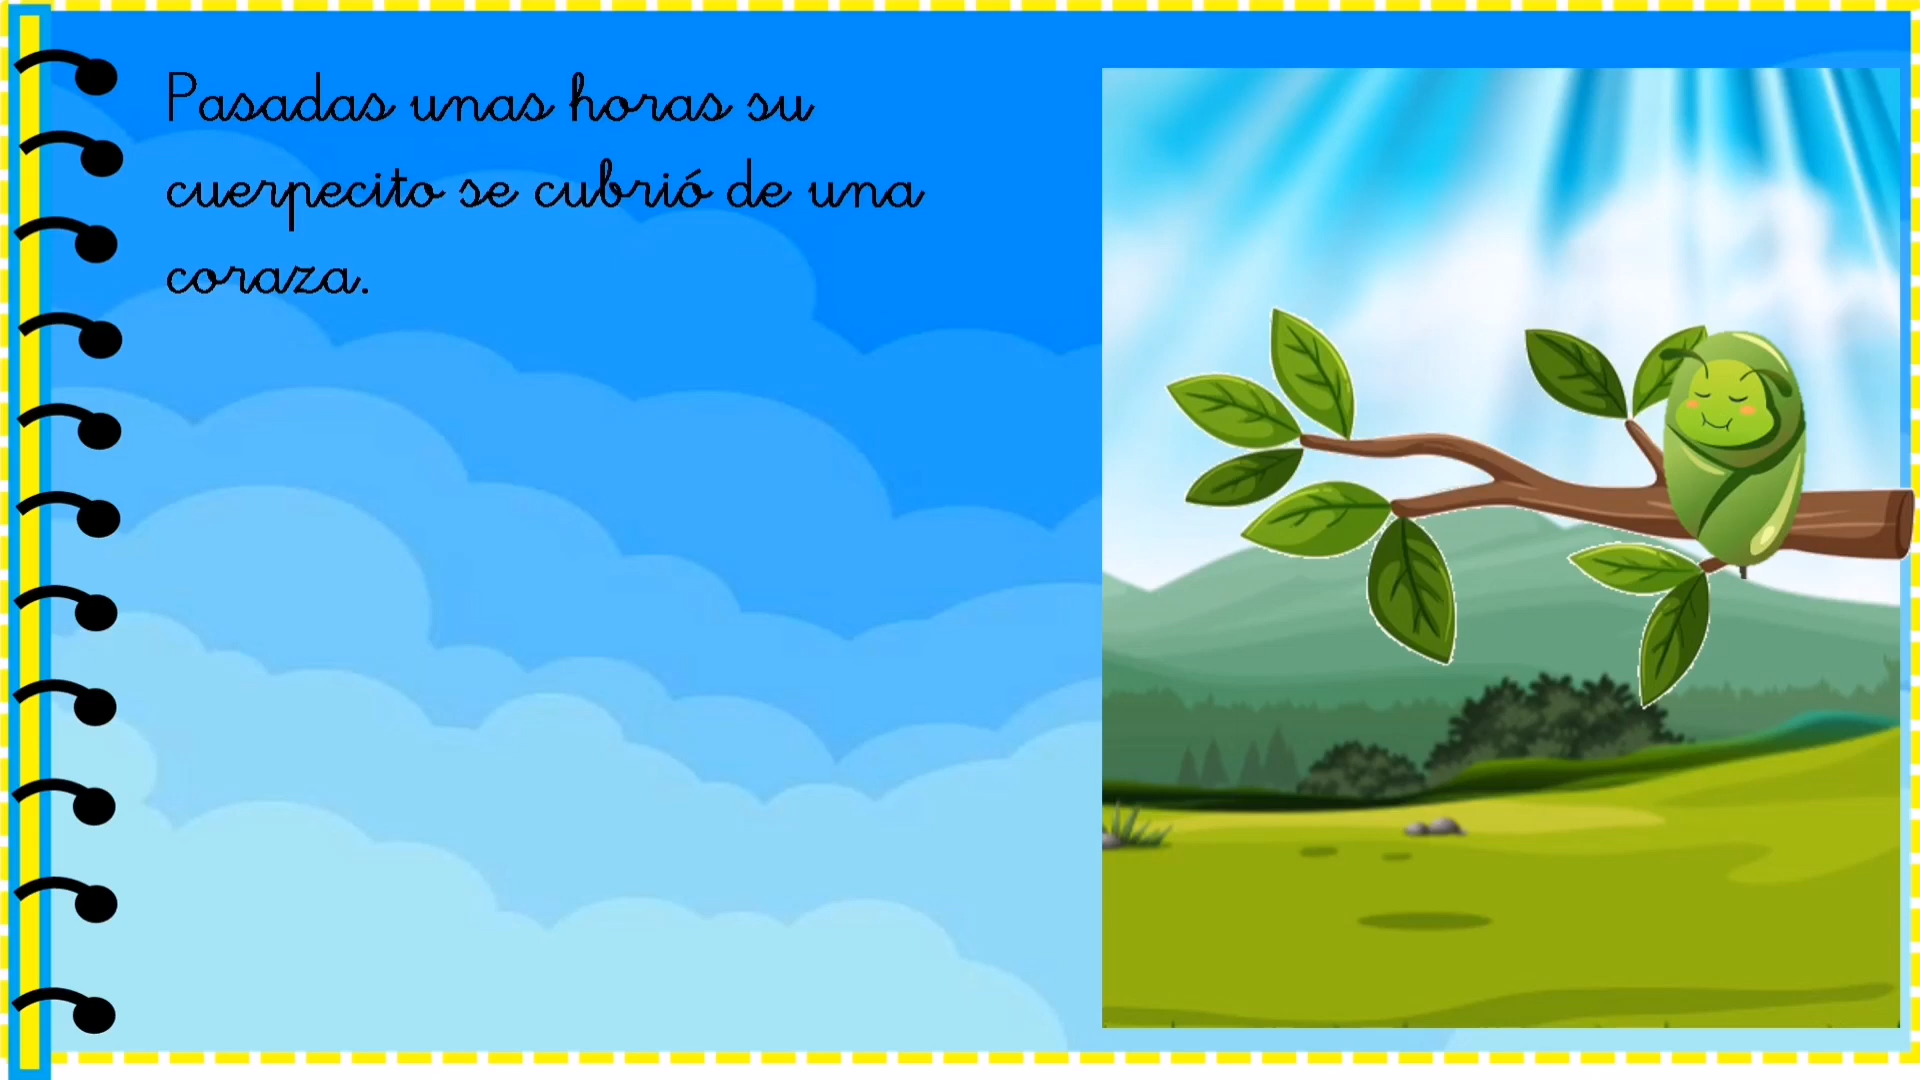 Pasadas unas horas su
cuerpecito se cubrió de una
coraza.